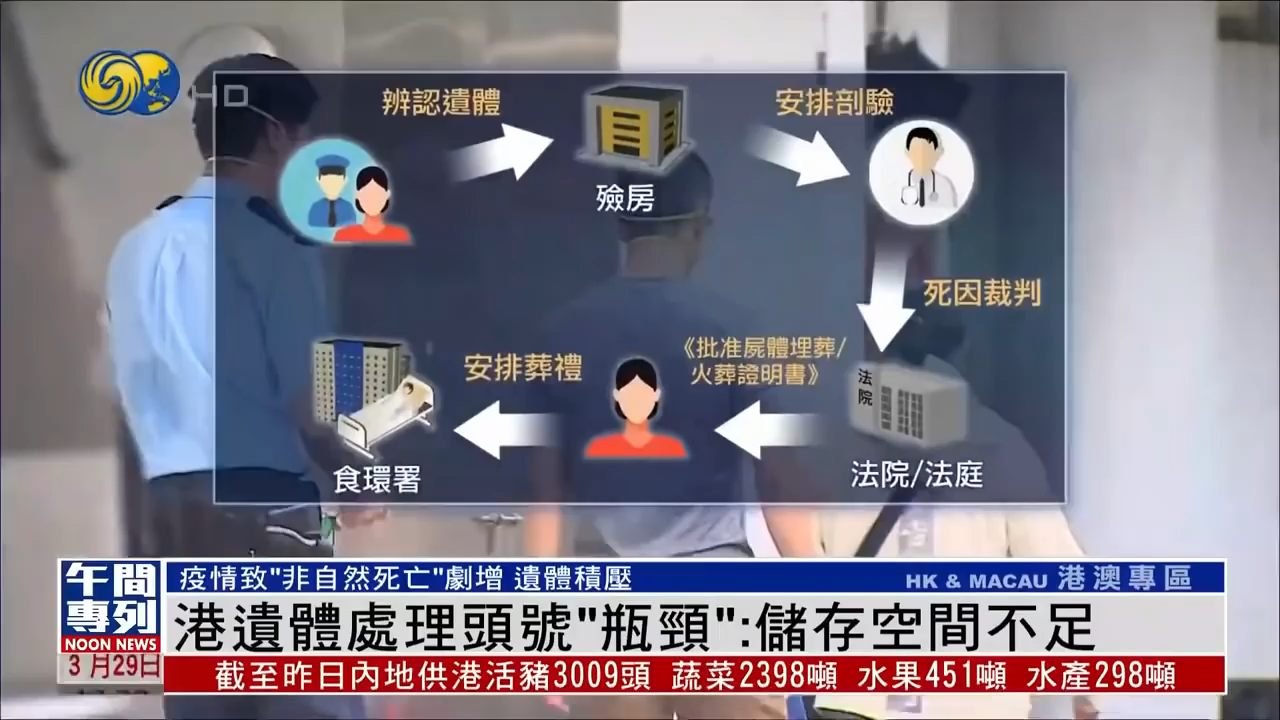 HD
辨認遺體
安排剖驗
殮房
死因裁判
《批准屍體埋葬/
火葬證明書》
安排葬禮
法院
食環署
法院/法庭
午間
專列
NOON NEWS
疫情致"非自然死亡"劇增 遺體積壓
HK & MACAU 港澳專區
港遺體處理頭號"瓶頸":儲存空間不足
3月29日
截至昨日內地供港活豬3009頭 蔬菜2398噸 水果451噸 水產298噸